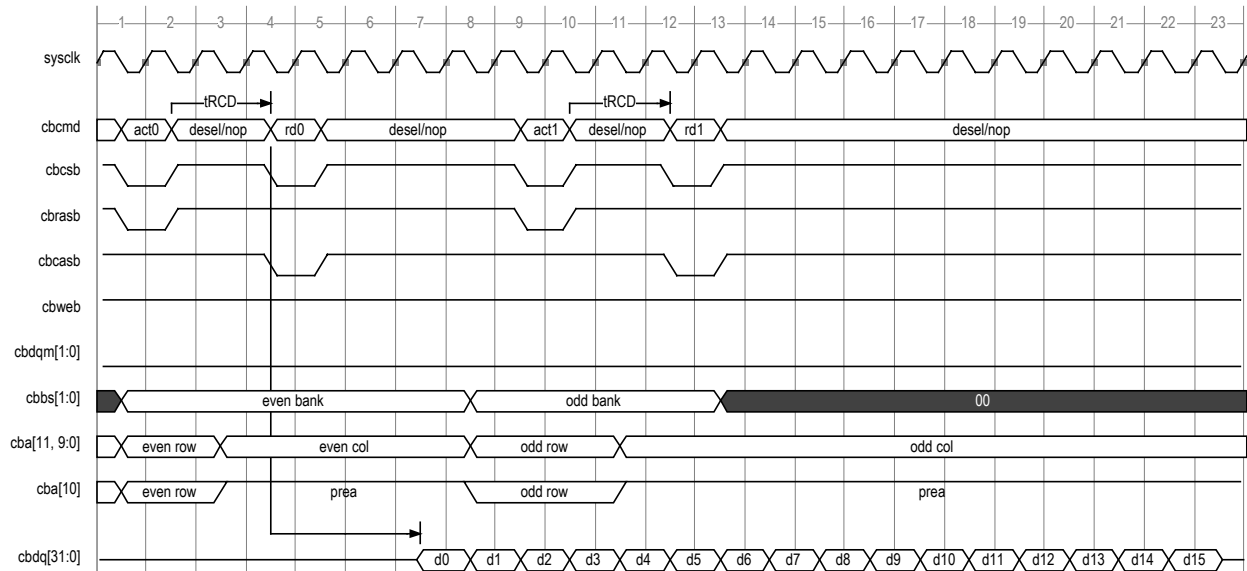 1 2 3 4 5 6 7 8 9 10 11 12 13 14 15 16 17 18 19 20 21 22 23
sysclk
tRCD tRCD
cbcmd act0 desel/nop rd0 desel/nop act1 desel/nop rd1 desel/nop
cbcsb
cbrasb
cbcasb
cbweb
cbdqm[1:0]
cbbs[1:0] even bank odd bank 00
cba[11, 9:0] even row even col odd row odd col
cba[10] even row prea odd row prea
cbdq[31:0] d0 d1 d2 d3 d4 d5 d6 d7 d8 d9 d10 d11 d12 d13 d14 d15